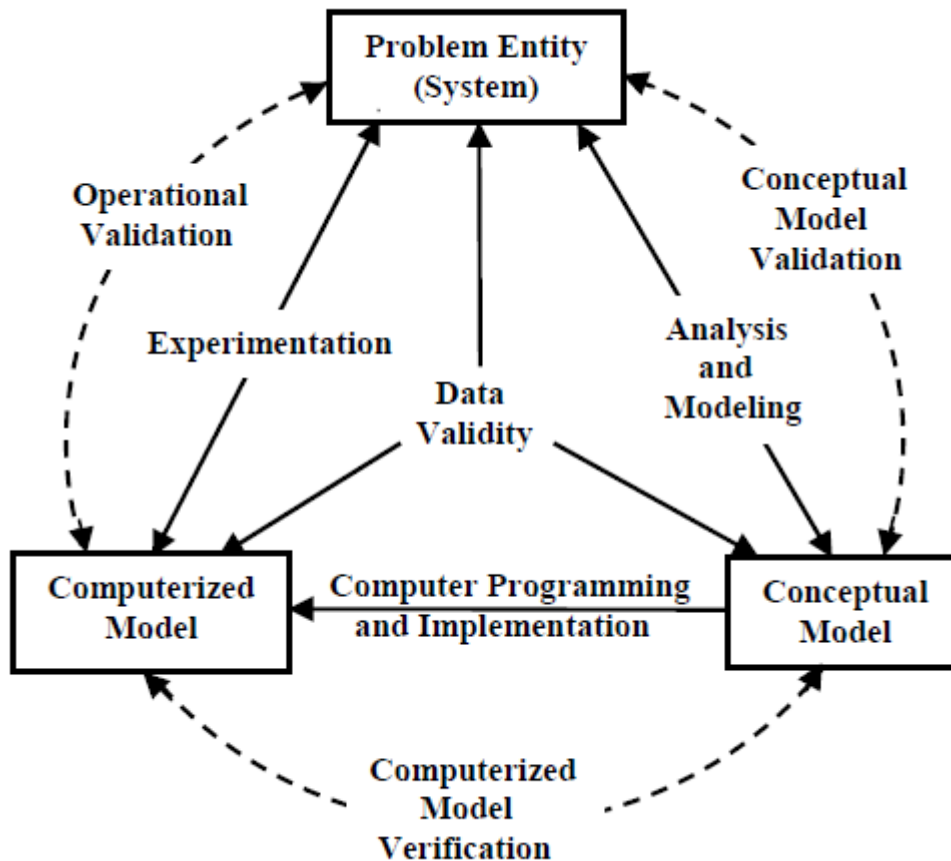 Problem Entity
(System)
Operational
Validation
Conceptual
Model
Validation
Experimentation
Analysis
and
Modeling
Data
Validity
Computerized
Model
Computer Programming
and Implementation
Conceptual
Model
Computerized
Model
Verification